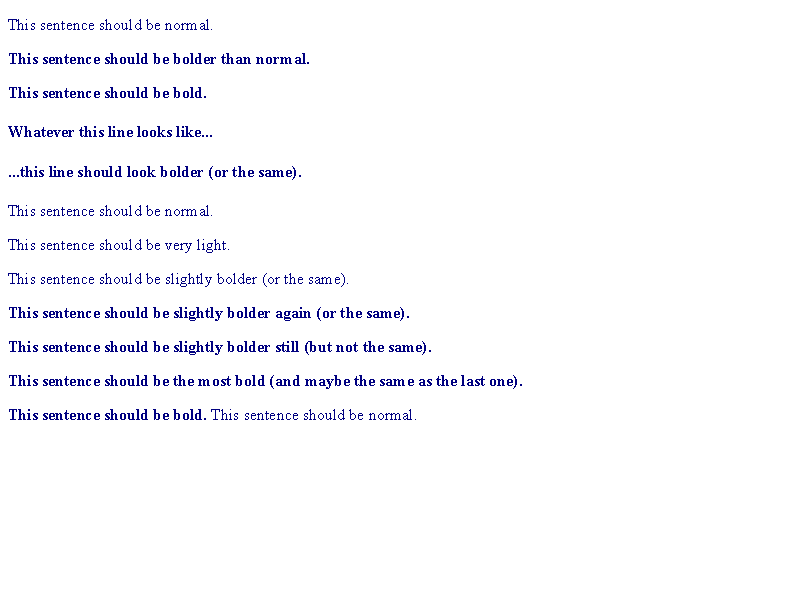 This sentence should be normal.
This sentence should be bolder than normal.
This sentence should be bold.
Whatever this line looks like...
...this line should look bolder (or the same).
This sentence should be normal.
This sentence should be very light.
This sentence should be slightly bolder (or the same).
This sentence should be slightly bolder again (or the same).
This sentence should be slightly bolder still (but not the same).
This sentence should be the most bold (and maybe the same as the last one).
This sentence should be bold. This sentence should be normal.